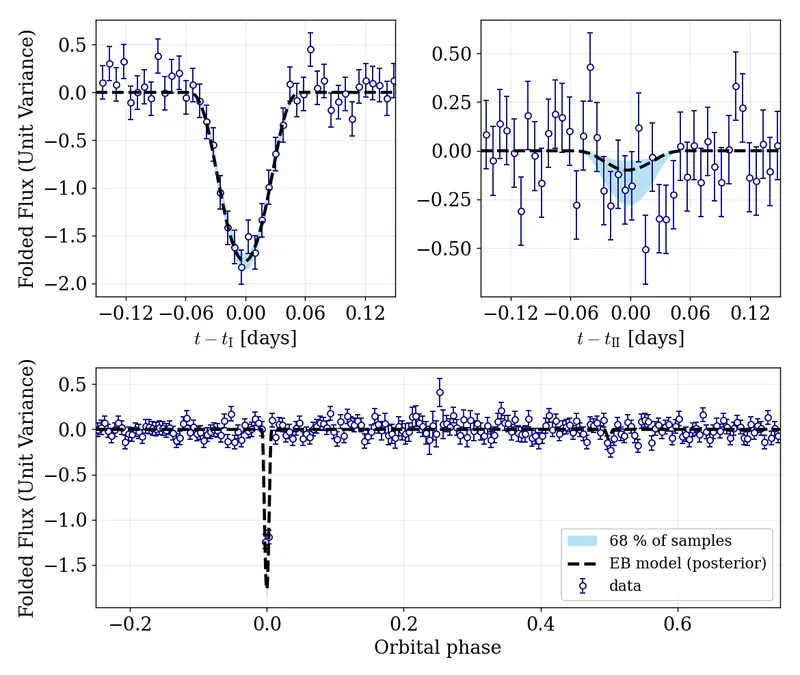 Folded Flux (Unit Variance)
0.5
0.0
−0.5
−1.0
−1.5
−2.0
−0.12 −0.06 0.00 0.06 0.12
t − tI [days]
0.50
0.25
0.00
−0.25
−0.50
−0.12 −0.06 0.00 0.06 0.12
t − tII [days]
Folded Flux (Unit Variance)
0.5
0.0
−0.5
−1.0
−1.5
−0.2 0.0 0.2 0.4 0.6
Orbital phase
68 % of samples
EB model (posterior)
data